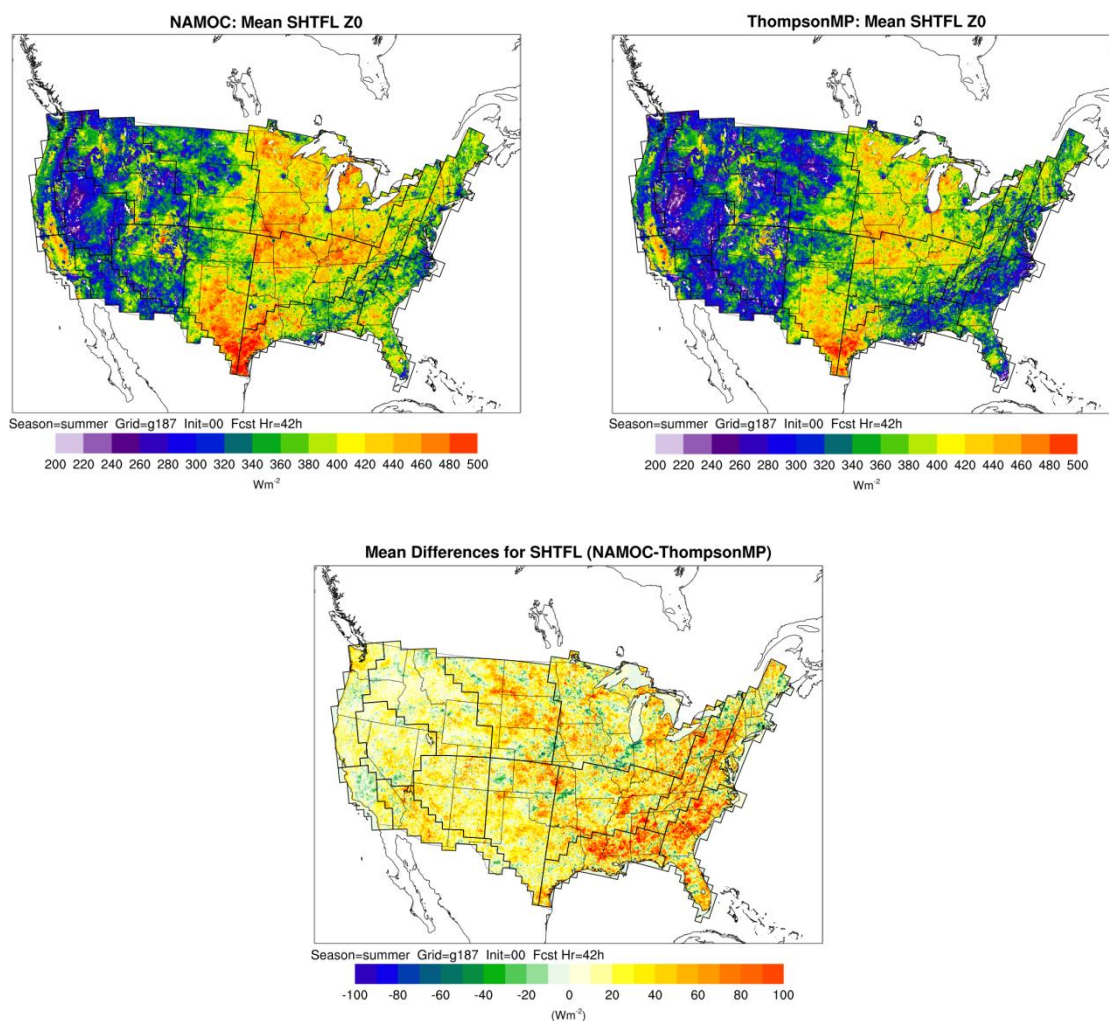 NAMOC: Mean SHTFL Z0
Season=summer Grid=g187 Init=00 Fcst Hr=42h
200 220 240 260 280 300 320 340 360 380 400 420 440 460 480 500
Wm-2
ThompsonMP: Mean SHTFL Z0
Season=summer Grid=g187 Init=00 Fcst Hr=42h
200 220 240 260 280 300 320 340 360 380 400 420 440 460 480 500
Wm-2
Mean Differences for SHTFL (NAMOC-ThompsonMP)
Season=summer Grid=g187 Init=00 Fcst Hr=42h
-100 -80 -60 -40 -20 0 20 40 60 80 100
(Wm-2)